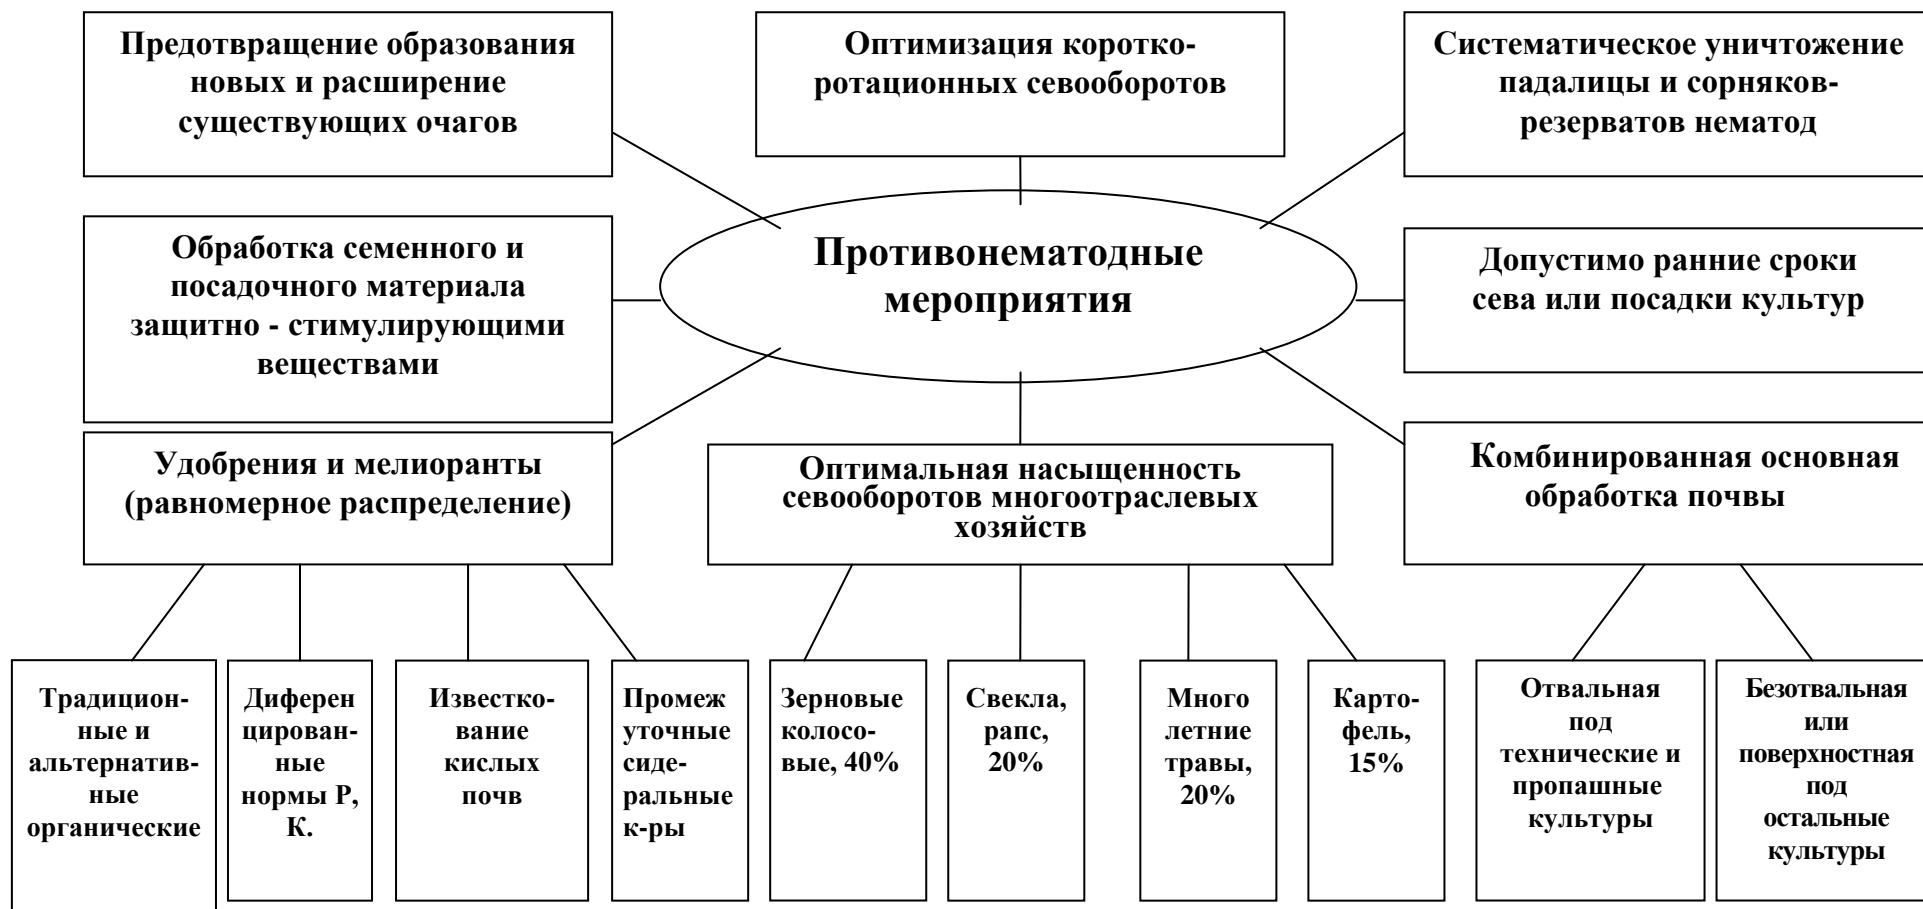 Предотвращение образования
новых и расширение
существующих очагов
Оптимизация коротко-
ротационных севооборотов
Систематическое уничтожение
падалицы и сорняков-
резерватов нематод
Обработка семенного и
посадочного материала
защитно - стимулирующими
веществами
Противонематодные
мероприятия
Допустимо ранние сроки
сева или посадки культур
Удобрения и мелиоранты
(равномерное распределение)
Оптимальная насыщенность
севооборотов многоотраслевых
хозяйств
Комбинированная основная
обработка почвы
Традицион-
ные и
альтернатив-
ные
органические
Диферен
цирован-
ные
нормы Р,
К.
Известко-
вание
кислых
почв
Промеж
уточные
сиде-
ральные
к-ры
Зерновые
колосо-
вые, 40%
Свекла,
рапс,
20%
Много
летние
травы,
20%
Карто-
фель,
15%
Отвальная
под
технические и
пропашные
культуры
Безотвальная
или
поверхностная
под
остальные
культуры